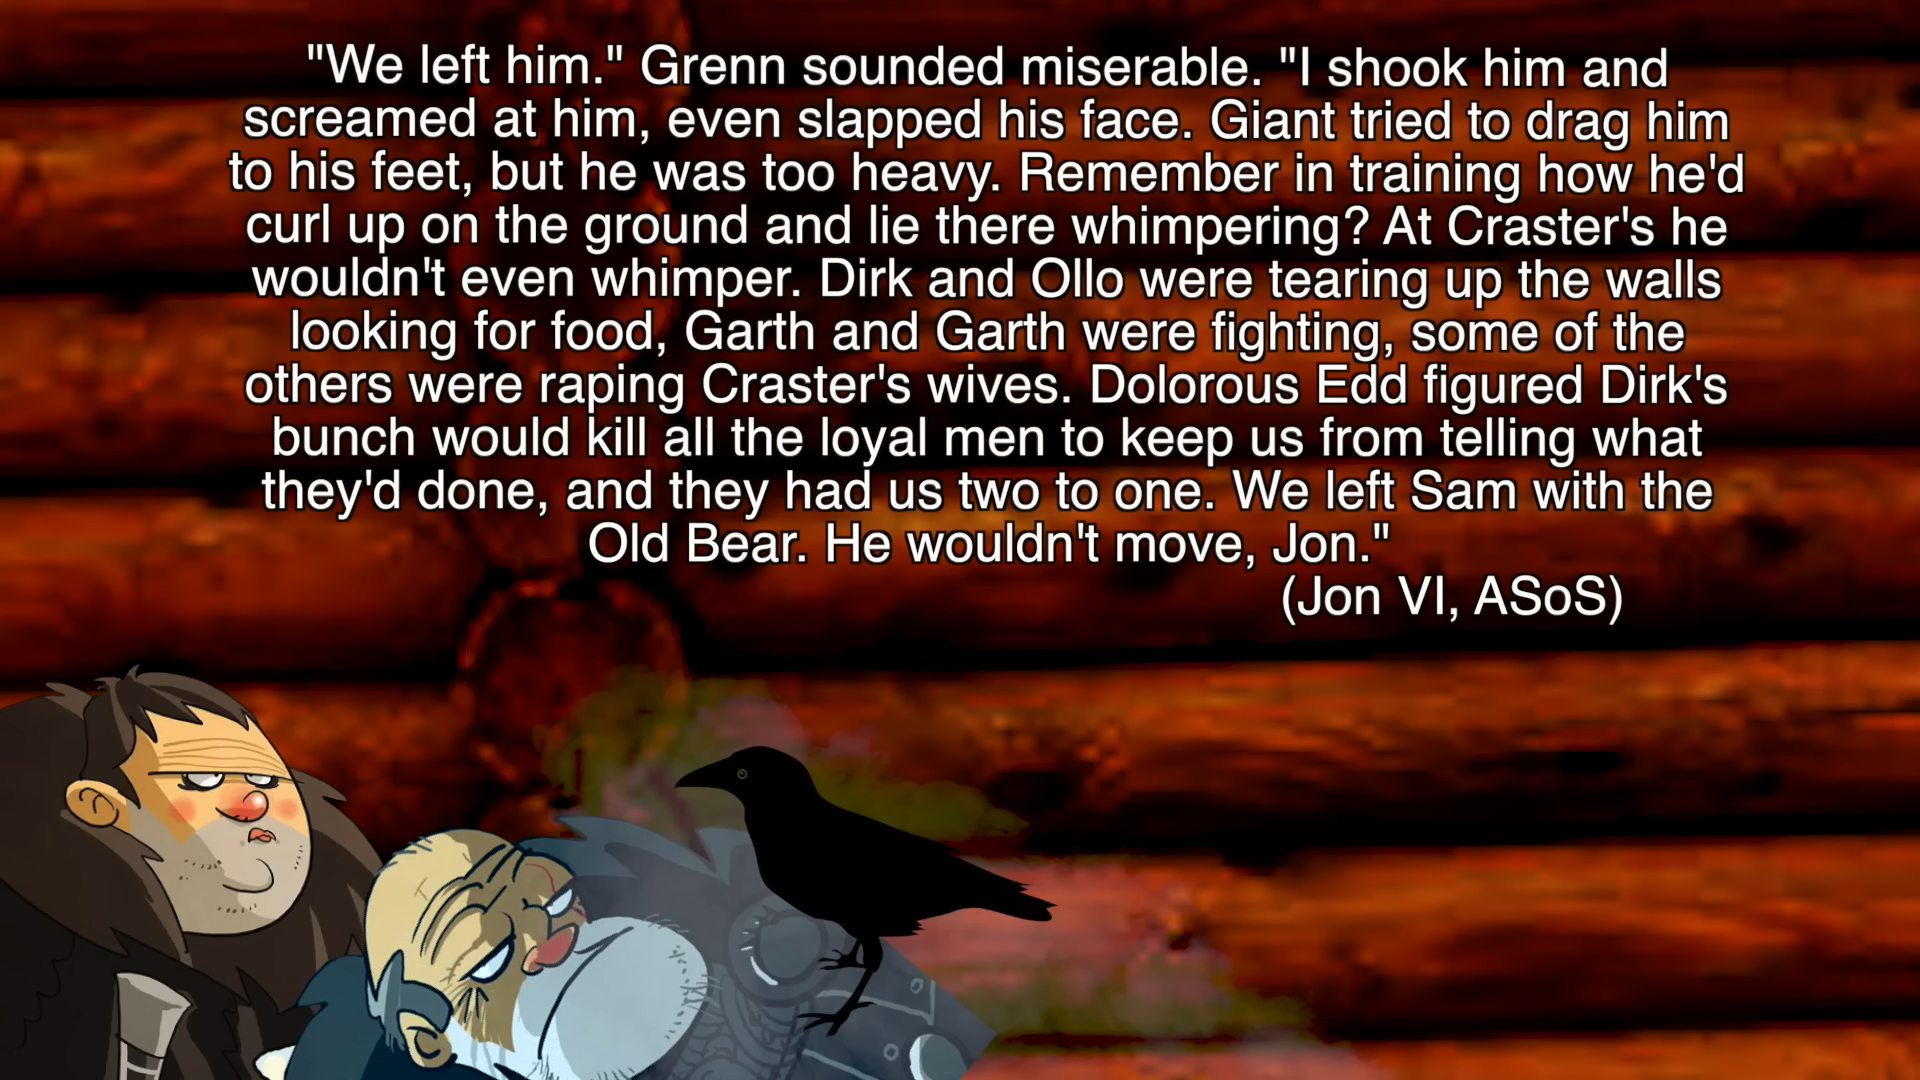 "We left him." Grenn sounded miserable. "I shook him and
screamed at him, even slapped his face. Giant tried to drag him
to his feet, but he was too heavy. Remember in training how he'd
curl up on the ground and lie there whimpering? At Craster's he
wouldn't even whimper. Dirk and Ollo were tearing up the walls
looking for food, Garth and Garth were fighting, some of the
others were raping Craster's wives. Dolorous Edd figured Dirk's
bunch would kill all the loyal men to keep us from telling what
they'd done, and they had us two to one. We left Sam with the
Old Bear. He wouldn't move, Jon."
(Jon VI, ASoS)